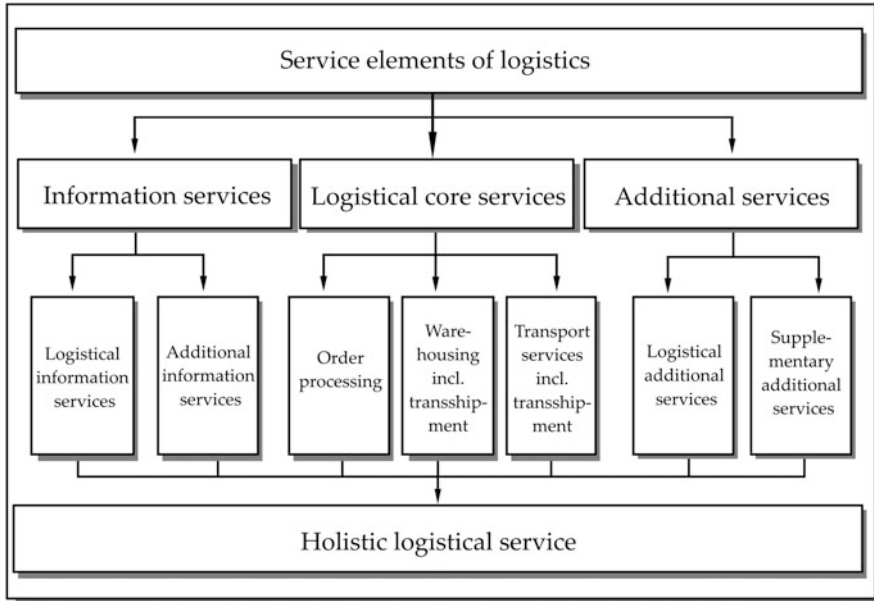 Service elements of logistics
Information services
Logistical core services
Additional services
Logistical
information
services
Additional
information
services
Order
processing
Ware-
housing
incl.
transship-
ment
Transport
services
incl.
transship-
ment
Logistical
additional
services
Supple-
mentary
additional
services
Holistic logistical service